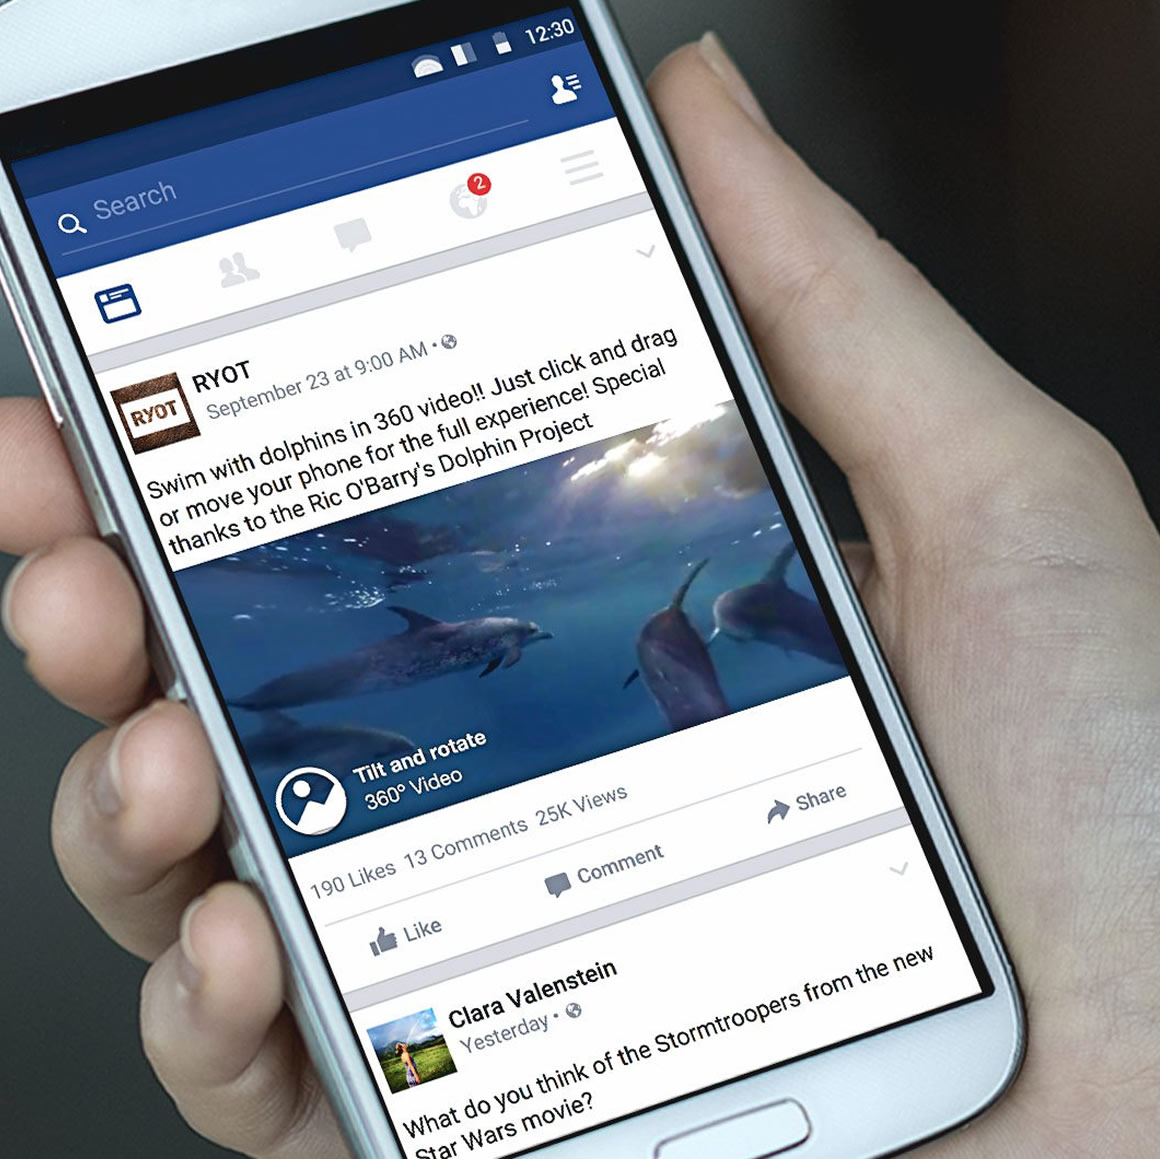 12:30
Search
2
RYOT
RYOT
September 23 at 9:00 AM •
Swim with dolphins in 360 video!! Just click and drag
or move your phone for the full experience! Special
thanks to the Ric O'Barry's Dolphin Project
Tilt and rotate
360° Video
190 Likes 13 Comments 25K Views
Like Comment Share
Clara Valenstein
Yesterday •
What do you think of the Stormtroopers from the new
Star Wars movie?